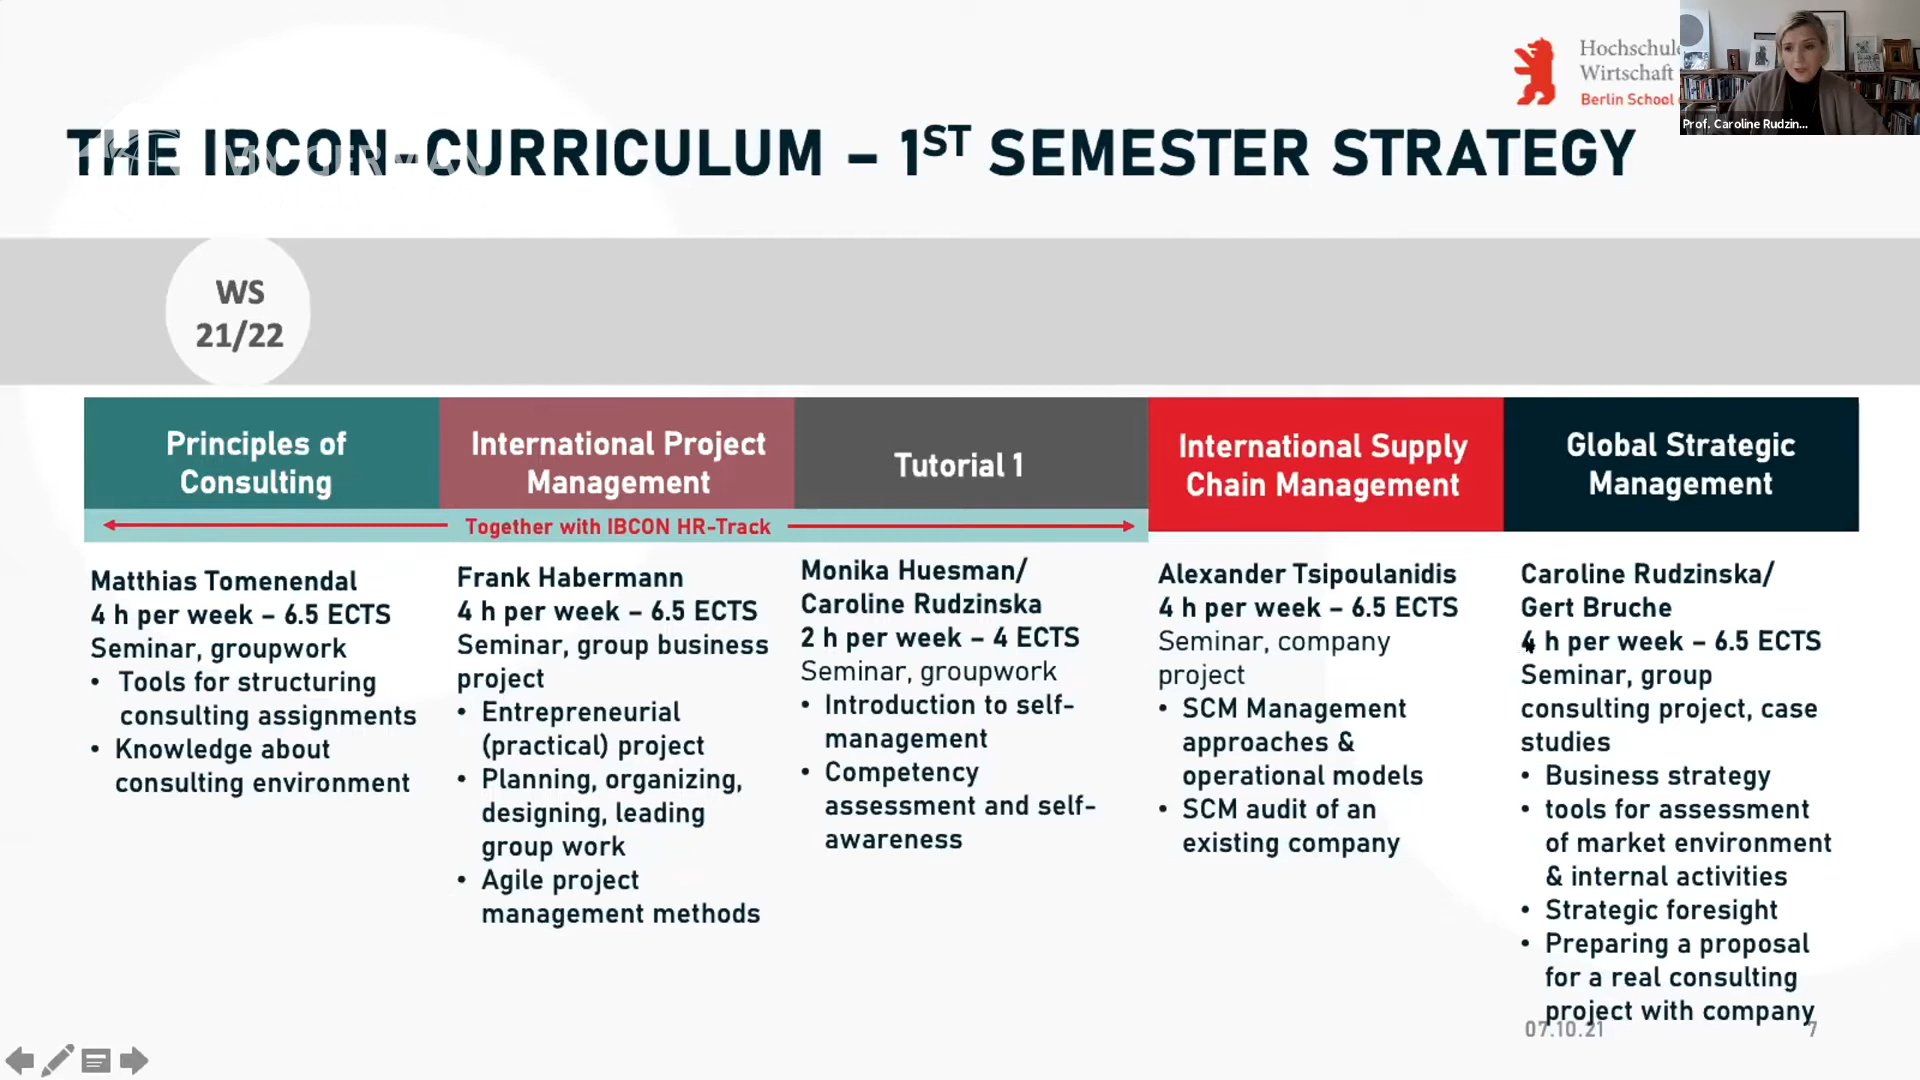 Hochschule
Wirtschaft
Berlin School
Prof. Caroline Rudzin...
THE IBCON-CURRICULUM – 1ST SEMESTER STRATEGY
MY GERMAN
WS
21/22
Principles of
Consulting
International Project
Management
Tutorial 1
International Supply
Chain Management
Global Strategic
Management
Together with IBCON HR-Track
Matthias Tomenendal
4 h per week – 6.5 ECTS
Seminar, groupwork
• Tools for structuring
consulting assignments
• Knowledge about
consulting environment
Frank Habermann
4 h per week – 6.5 ECTS
Seminar, group business
project
• Entrepreneurial
(practical) project
• Planning, organizing,
designing, leading
group work
• Agile project
management methods
Monika Huesman/
Caroline Rudzinska
2 h per week – 4 ECTS
Seminar, groupwork
• Introduction to self-
management
• Competency
assessment and self-
awareness
Alexander Tsipoulanidis
4 h per week – 6.5 ECTS
Seminar, company
project
• SCM Management
approaches &
operational models
• SCM audit of an
existing company
Caroline Rudzinska/
Gert Bruche
4 h per week – 6.5 ECTS
Seminar, group
consulting project, case
studies
• Business strategy
• tools for assessment
of market environment
& internal activities
• Strategic foresight
• Preparing a proposal
for a real consulting
project with company
07.10.21
7